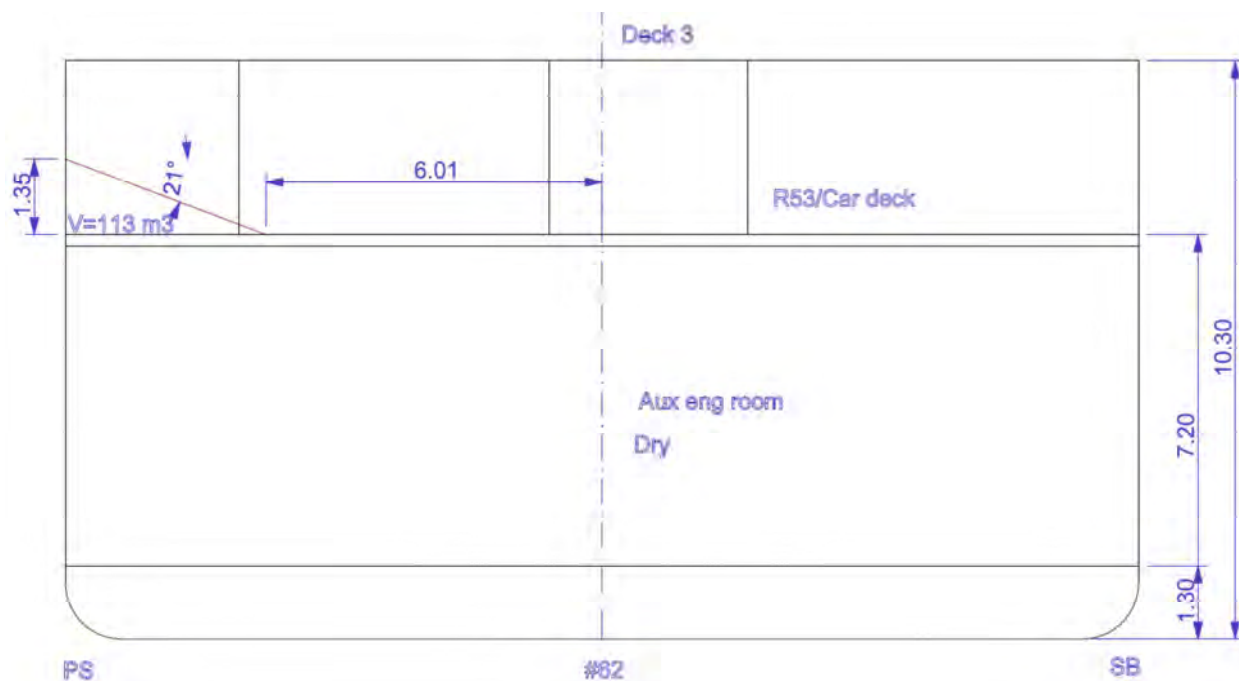 Deck 3
1.35
21°
6.01
R53/Car deck
V=113 m3
10.30
7.20
Aux eng room
Dry
1.30
PS
#62
SB